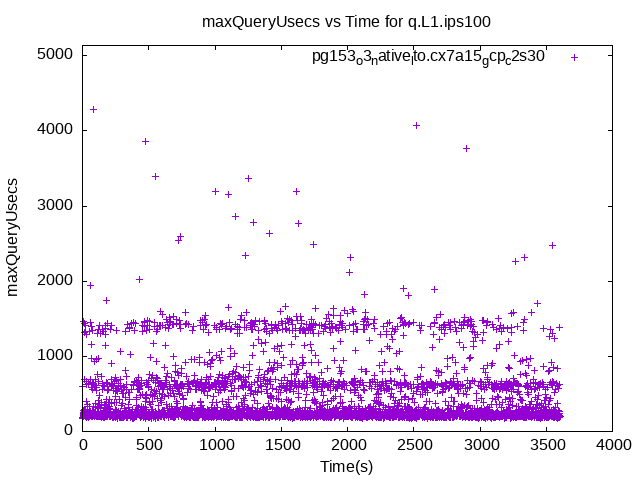 maxQueryUsecs vs Time for q.L1.ips100
pg153_o3_native_lto.cx7a15_gcp_c2s30
5000
4000
3000
2000
1000
0
maxQueryUsecs
0 500 1000 1500 2000 2500 3000 3500 4000
Time(s)